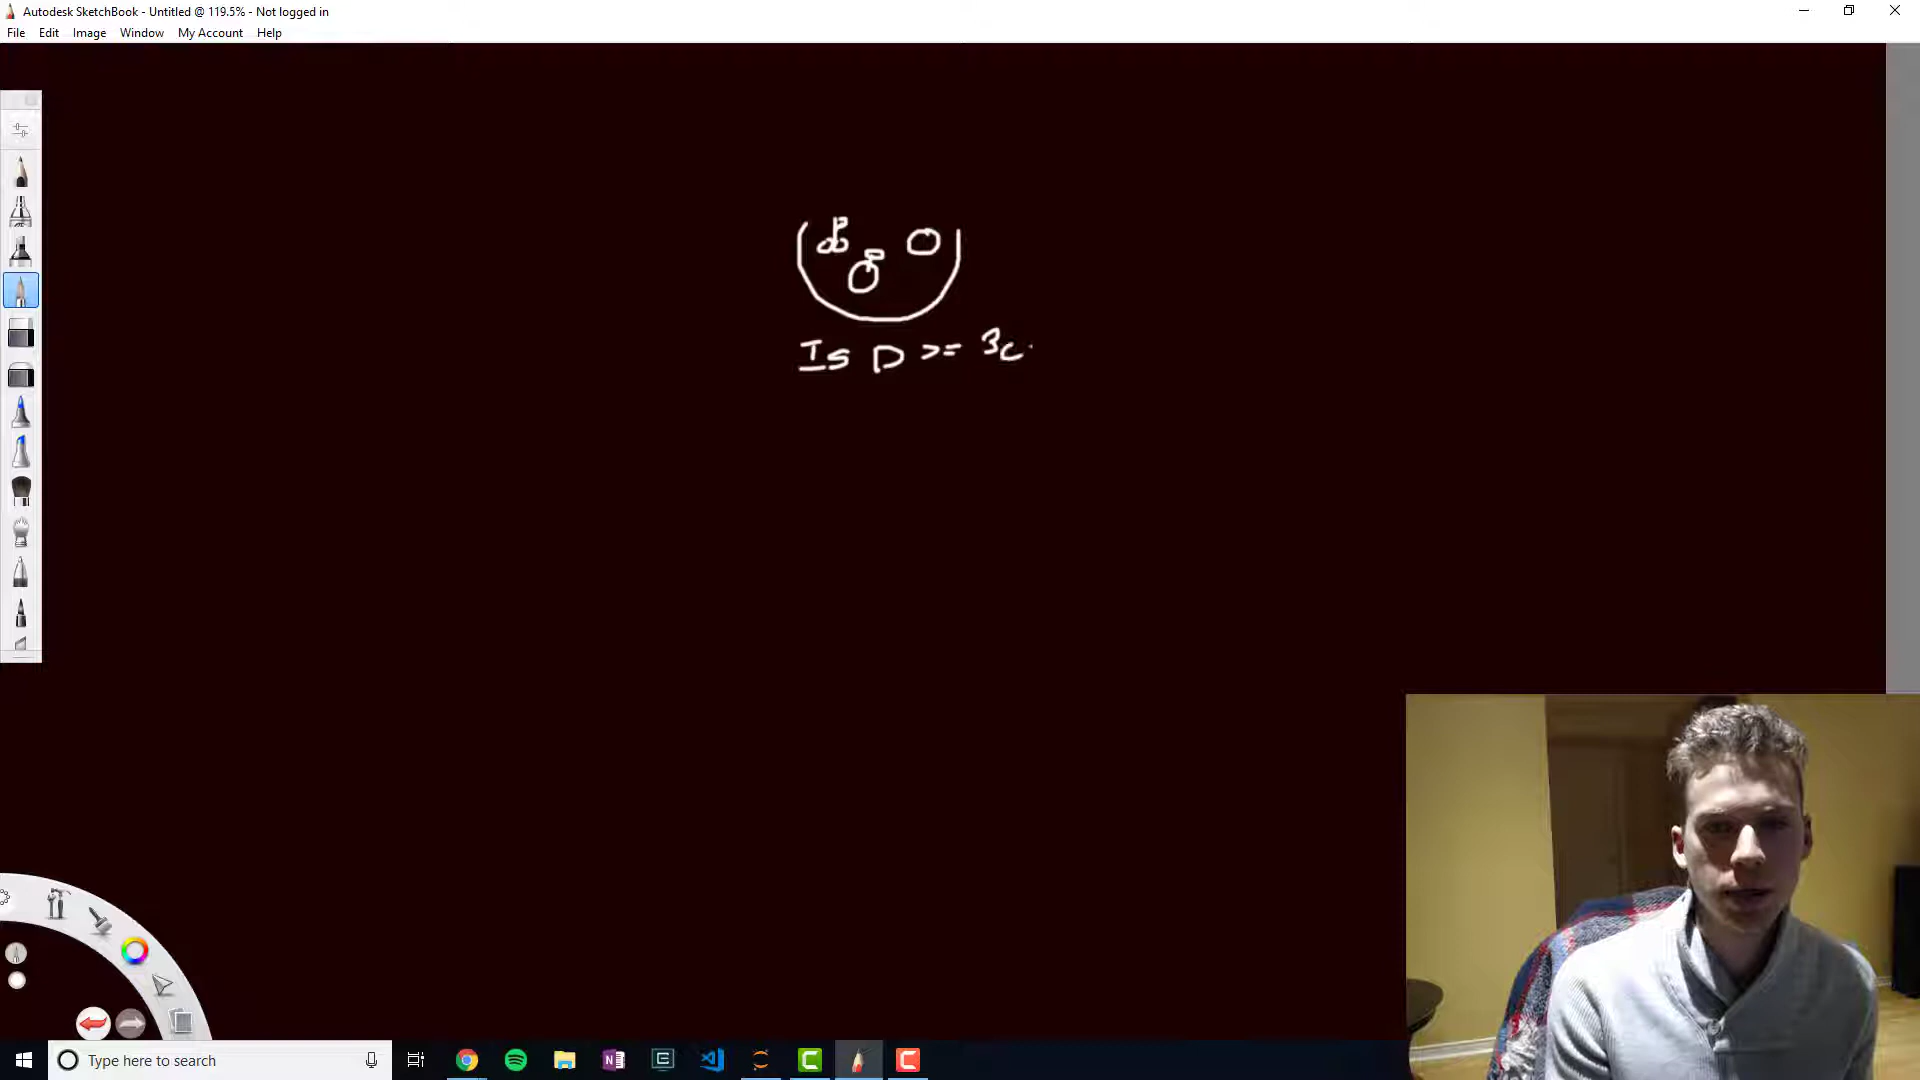 Autodesk SketchBook - Untitled @ 119.5% - Not logged in
File Edit Image Window My Account Help
Is D >= 3c
Type here to search